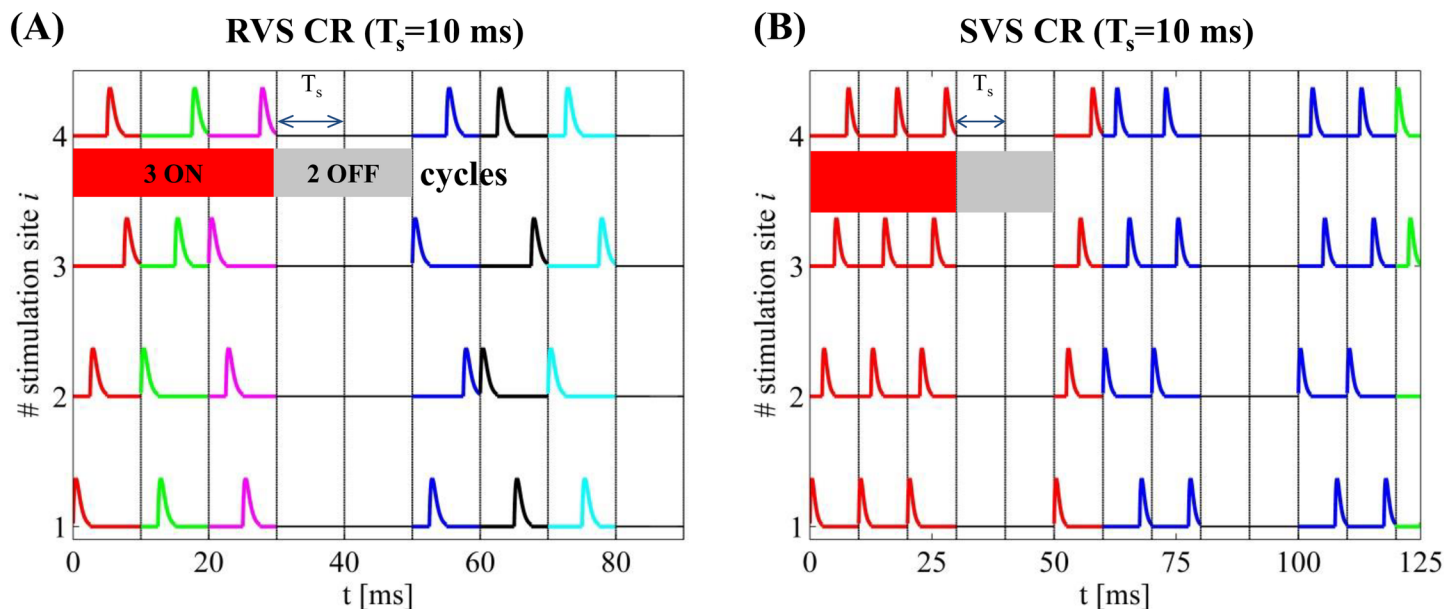 (A) RVS CR (Ts=10 ms)
Ts
4
3 ON 2 OFF cycles
3
2
1
# stimulation site i
0 20 40 60 80
t [ms]
(B) SVS CR (Ts=10 ms)
Ts
4
3
2
1
# stimulation site i
0 25 50 75 100 125
t [ms]